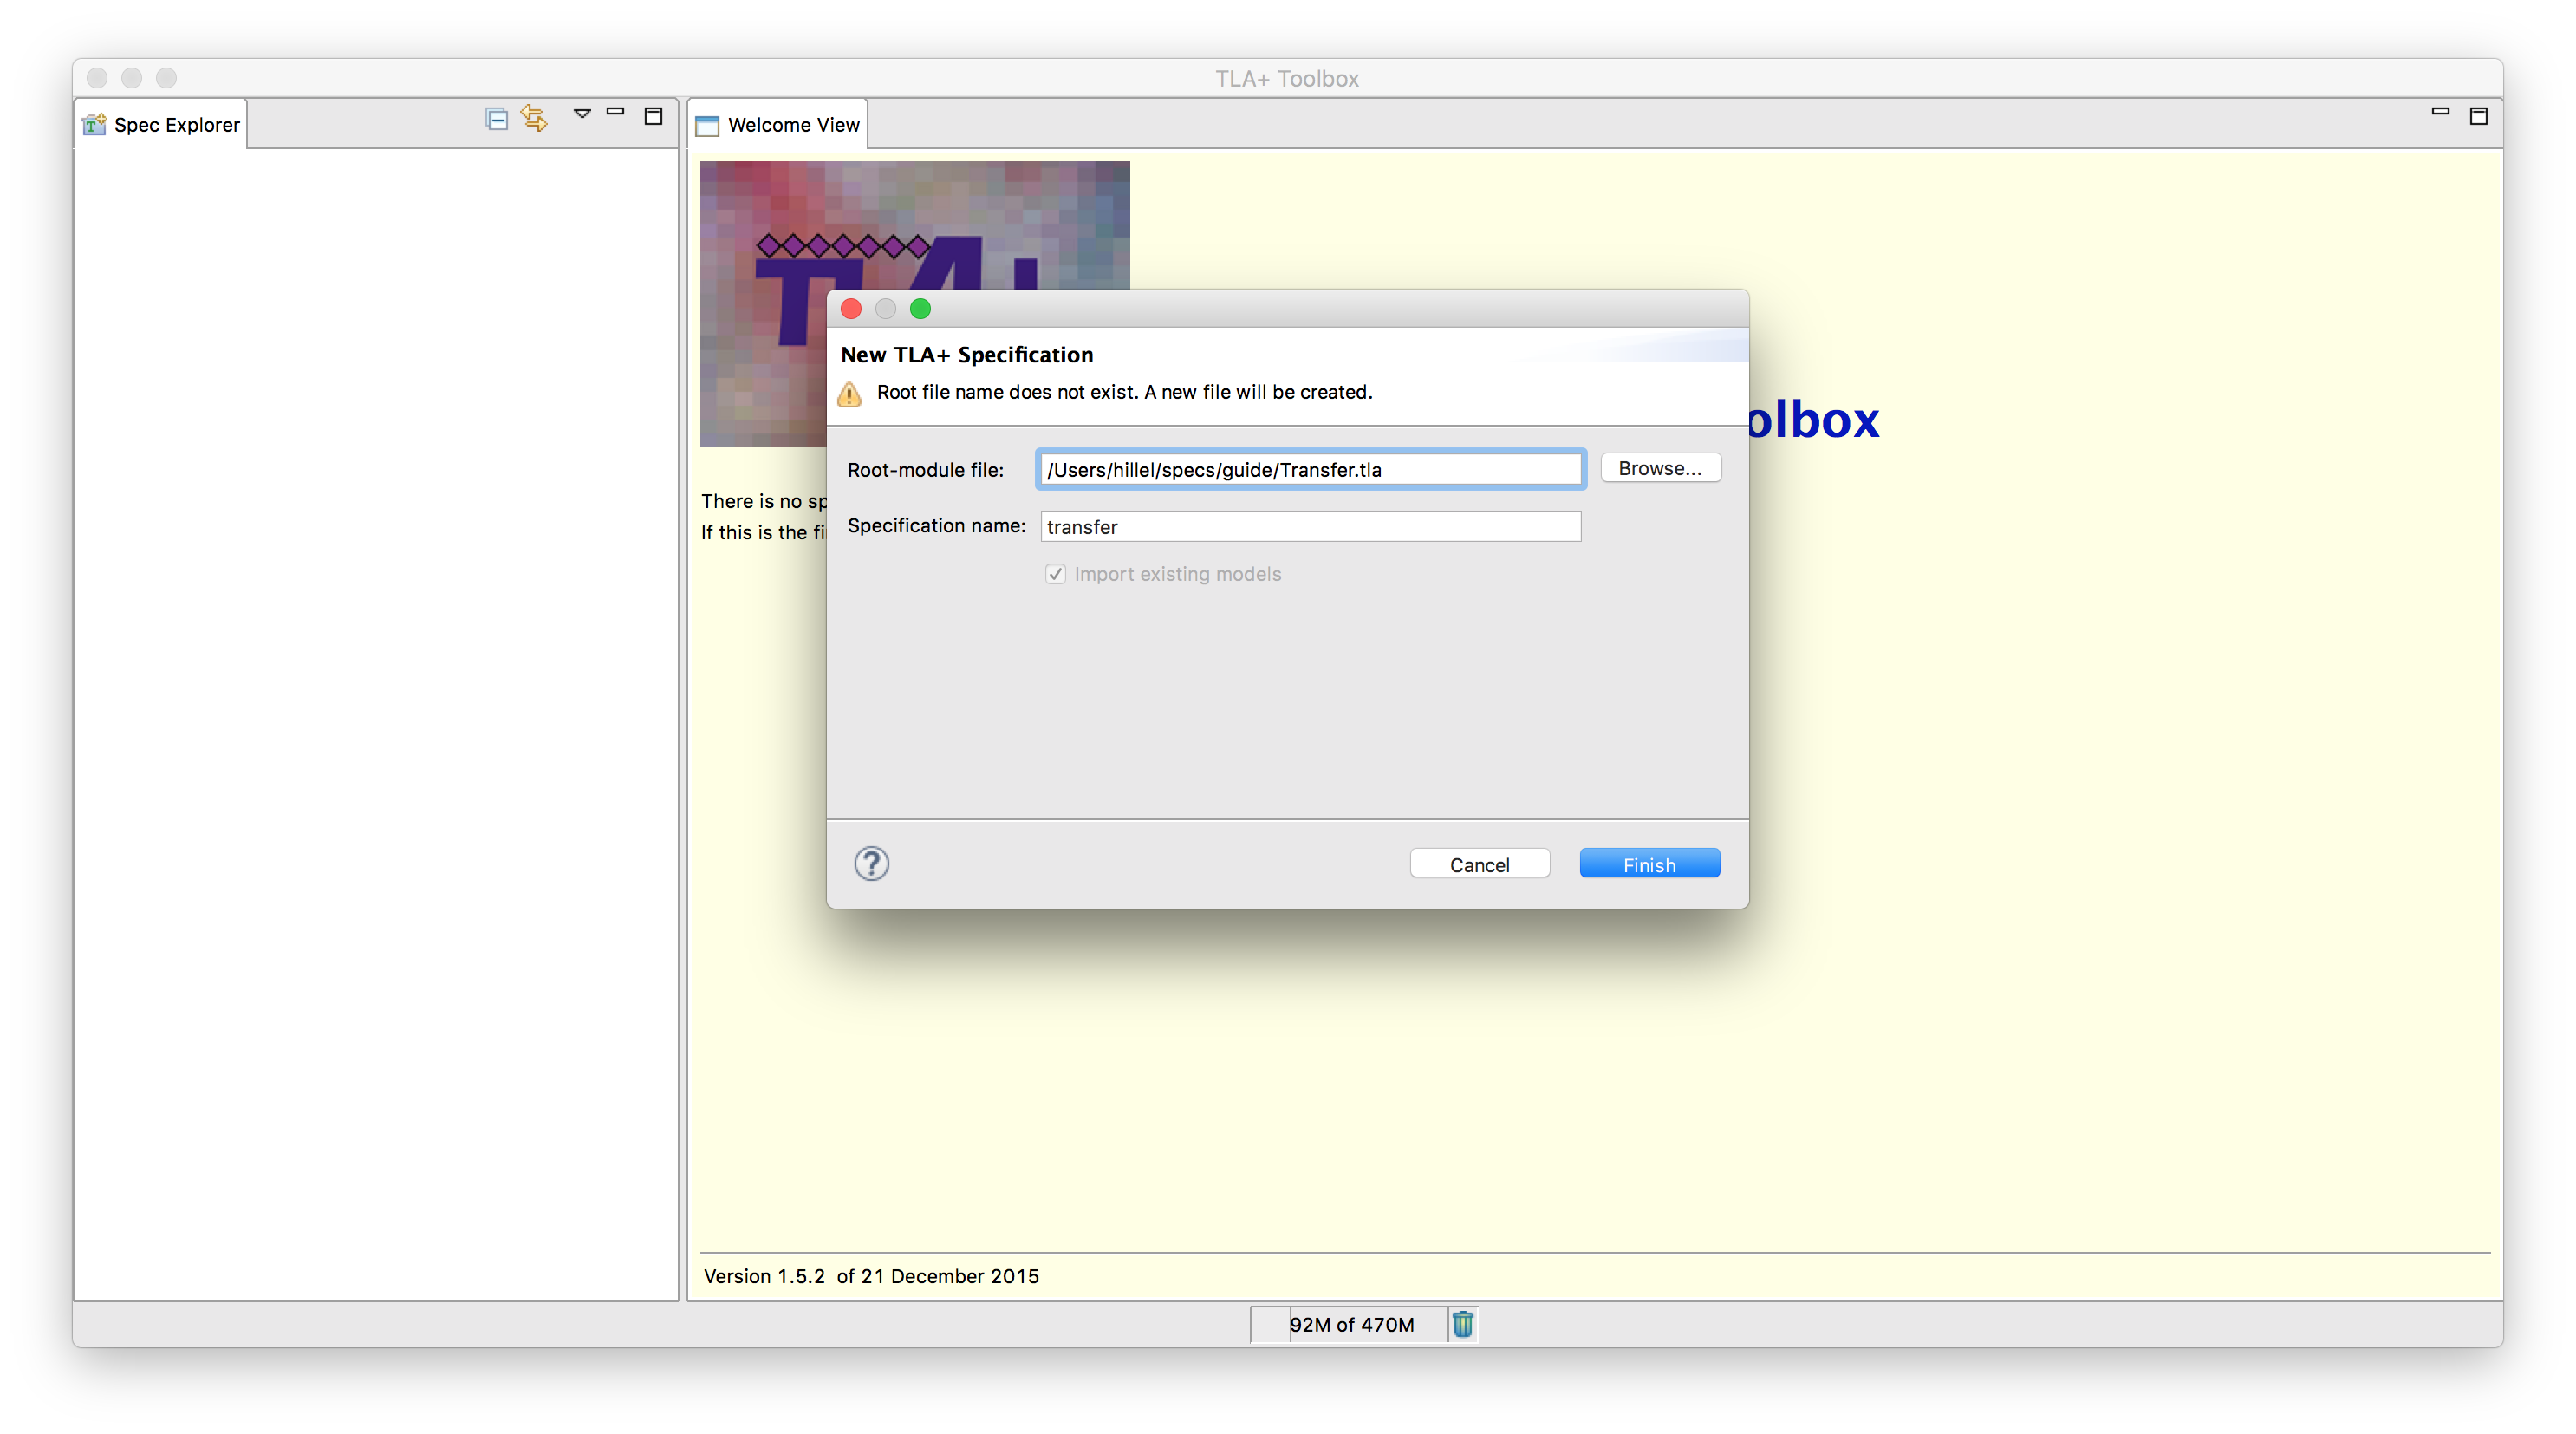 TLA+ Toolbox
Spec Explorer
Welcome View
New TLA+ Specification
Root file name does not exist. A new file will be created.
olbox
Root-module file: /Users/hillel/specs/guide/Transfer.tla Browse...
There is no sp
Specification name: transfer
If this is the fi
Import existing models
? Cancel Finish
Version 1.5.2 of 21 December 2015
92M of 470M